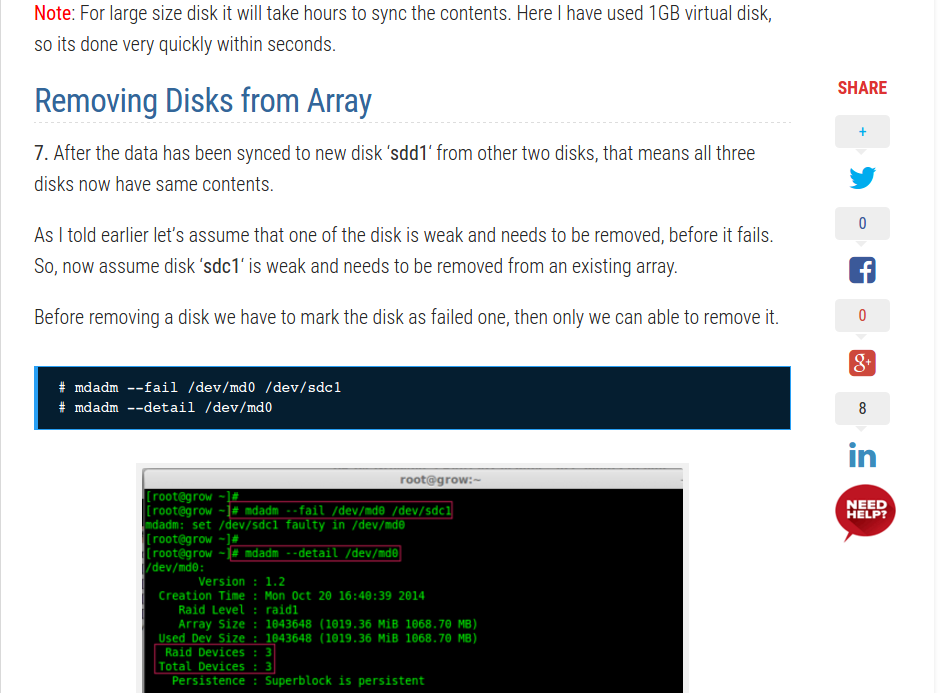 Note: For large size disk it will take hours to sync the contents. Here I have used 1GB virtual disk,
so its done very quickly within seconds.
Removing Disks from Array
7. After the data has been synced to new disk ‘sdd1‘ from other two disks, that means all three
disks now have same contents.
As I told earlier let’s assume that one of the disk is weak and needs to be removed, before it fails.
So, now assume disk ‘sdc1‘ is weak and needs to be removed from an existing array.
Before removing a disk we have to mark the disk as failed one, then only we can able to remove it.
# mdadm --fail /dev/md0 /dev/sdc1
# mdadm --detail /dev/md0
root@grow:~
[root@grow ~]#
[root@grow ~]# mdadm --fail /dev/md0 /dev/sdc1
mdadm: set /dev/sdc1 faulty in /dev/md0
[root@grow ~]#
[root@grow ~]# mdadm --detail /dev/md0
/dev/md0:
Version : 1.2
Creation Time : Mon Oct 20 16:40:39 2014
Raid Level : raid1
Array Size : 1043648 (1019.36 MiB 1068.70 MB)
Used Dev Size : 1043648 (1019.36 MiB 1068.70 MB)
Raid Devices : 3
Total Devices : 3
Persistence : Superblock is persistent
SHARE
+
0
f
0
g+
8
in
NEED
HELP?